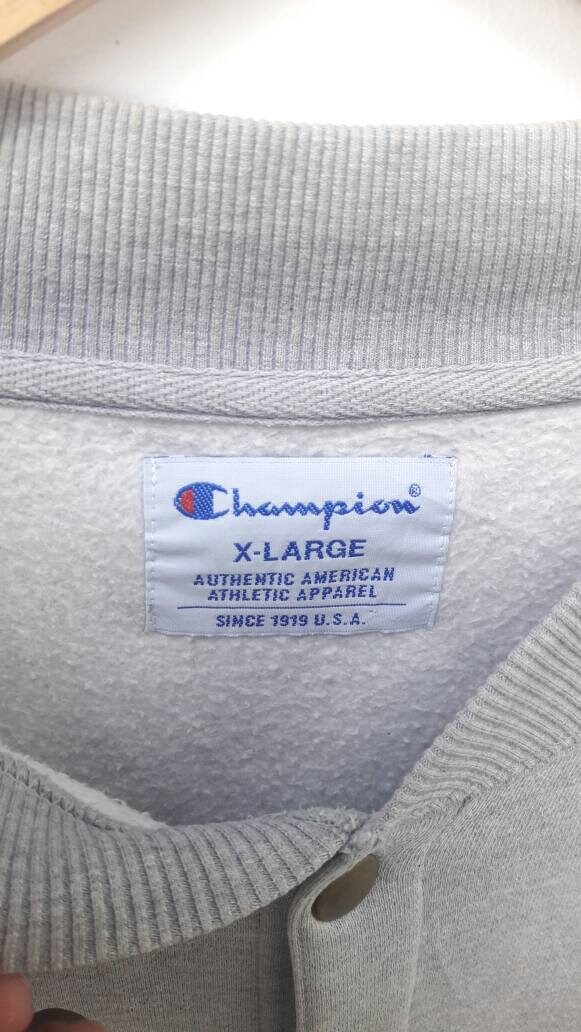 Champion®
X-LARGE
AUTHENTIC AMERICAN
ATHLETIC APPAREL
SINCE 1919 U.S.A.